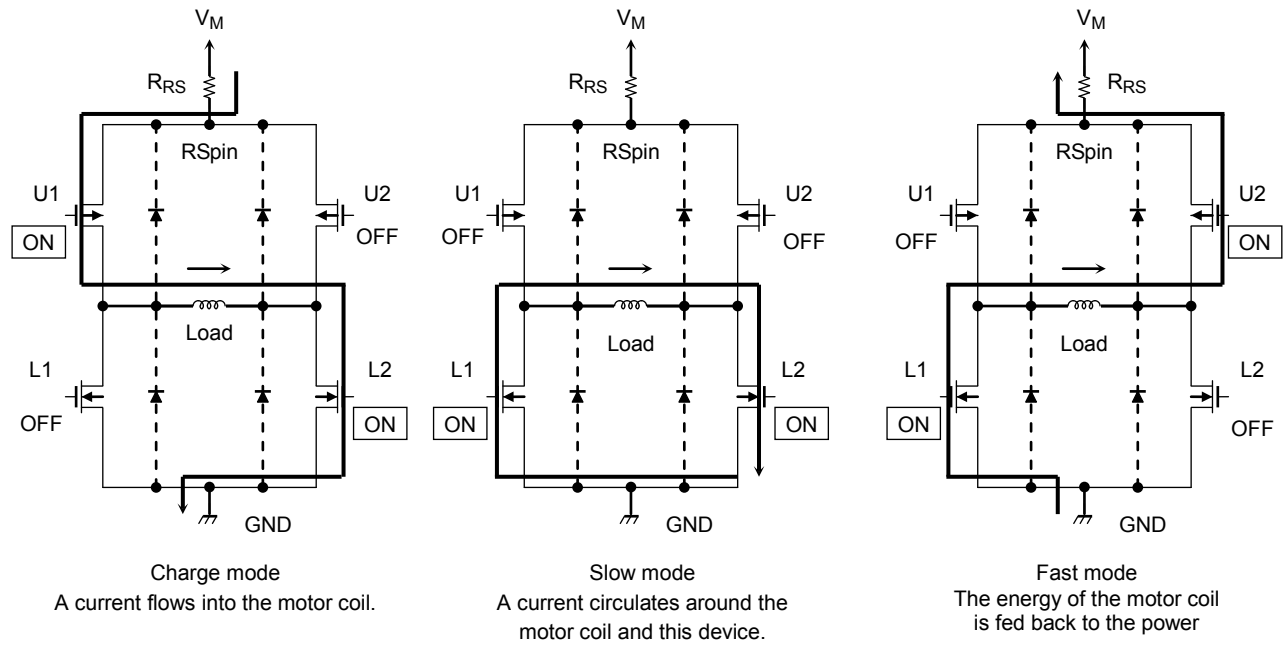 VM
RRS
RSpin
U1
ON
U2
OFF
Load
L1
OFF
L2
ON
GND
Charge mode
A current flows into the motor coil.
VM
RRS
RSpin
U1
OFF
U2
OFF
Load
L1
ON
L2
ON
GND
Slow mode
A current circulates around the
motor coil and this device.
VM
RRS
RSpin
U1
OFF
U2
ON
Load
L1
ON
L2
OFF
GND
Fast mode
The energy of the motor coil
is fed back to the power